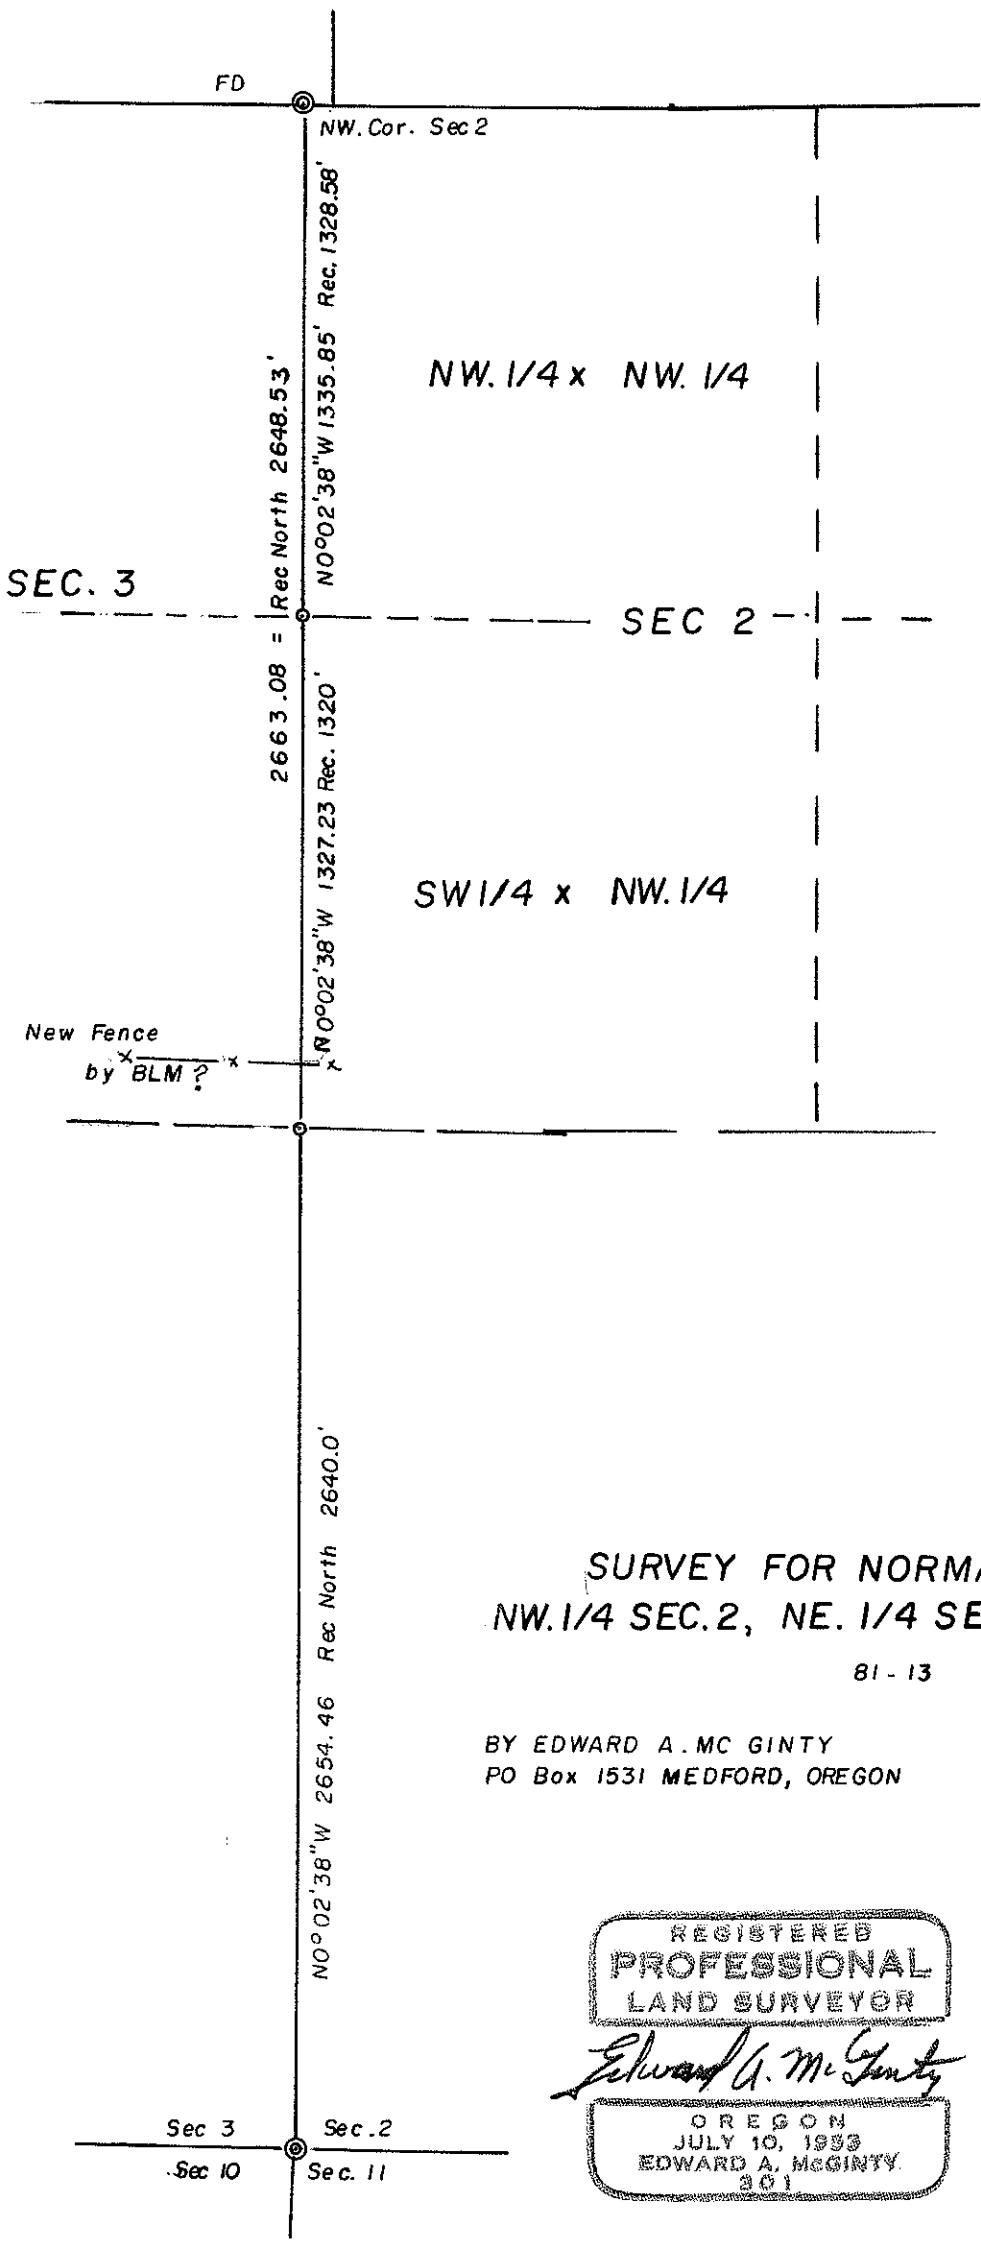 FD
NW. Cor. Sec 2
N0°02'38"W 1335.85' Rec. 1328.58'
2663.08 = Rec North 2648.53'
NW. 1/4 x NW. 1/4
SEC. 3
SEC 2
N0°02'38"W 1327.23 Rec. 1320'
SW 1/4 x NW. 1/4
New Fence
by BLM ?
N0°02'38"W 2654.46 Rec North 2640.0'
SURVEY FOR NORMA
NW. 1/4 SEC. 2, NE. 1/4 SE
81-13
BY EDWARD A. MC GINTY
PO Box 1531 MEDFORD, OREGON
REGISTERED
PROFESSIONAL
LAND SURVEYOR
Edward A. McGinty
OREGON
JULY 10, 1953
EDWARD A. McGINTY
301
Sec 3 Sec. 2
Sec 10 Sec. 11